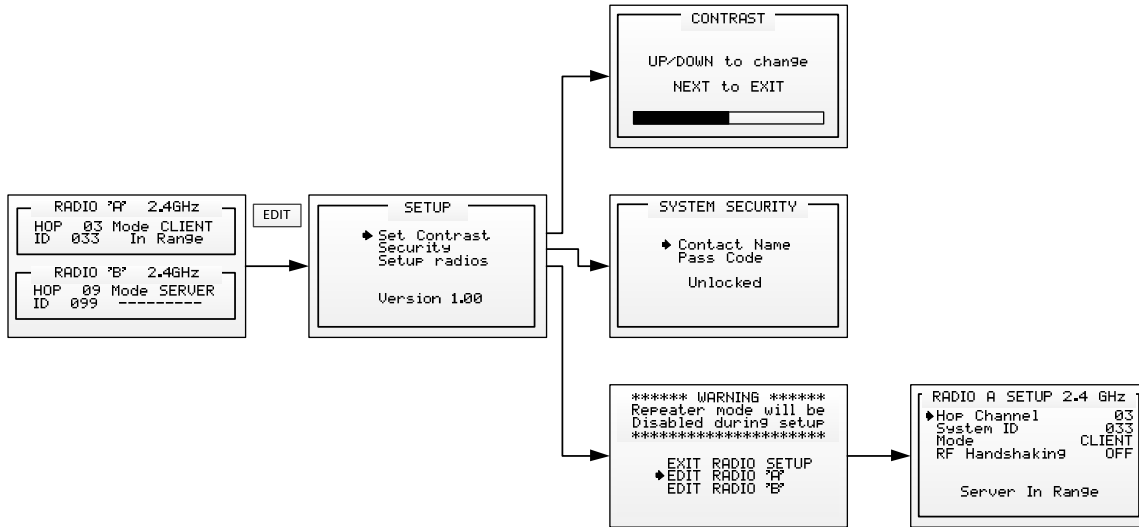 CONTRAST
UP/DOWN to change
NEXT to EXIT
RADIO 'A' 2.4GHz
HOP 03 Mode CLIENT
ID 033 In Range
RADIO 'B' 2.4GHz
HOP 09 Mode SERVER
ID 099 ---------
EDIT
SETUP
Set Contrast
Security
Setup radios
Version 1.00
SYSTEM SECURITY
Contact Name
Pass Code
Unlocked
****** WARNING ******
Repeater mode will be
Disabled during setup
*********************
EXIT RADIO SETUP
EDIT RADIO 'A'
EDIT RADIO 'B'
RADIO A SETUP 2.4 GHz
Hop Channel 03
System ID 033
Mode CLIENT
RF Handshaking OFF
Server In Range